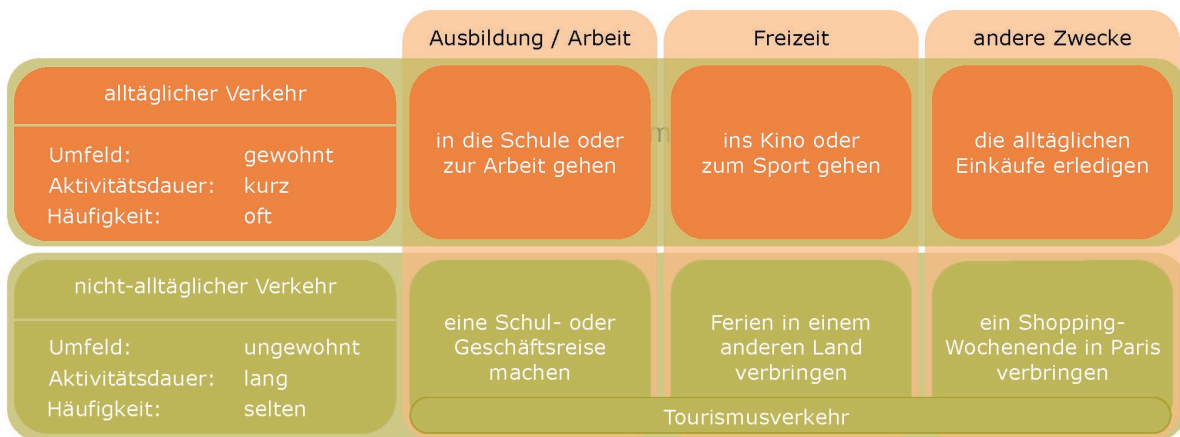 Ausbildung / Arbeit
Freizeit
andere Zwecke
alltäglicher Verkehr
Umfeld: gewohnt
Aktivitätsdauer: kurz
Häufigkeit: oft
in die Schule oder
zur Arbeit gehen
ins Kino oder
zum Sport gehen
die alltäglichen
Einkäufe erledigen
nicht-alltäglicher Verkehr
Umfeld: ungewohnt
Aktivitätsdauer: lang
Häufigkeit: selten
eine Schul- oder
Geschäftsreise
machen
Ferien in einem
anderen Land
verbringen
ein Shopping-
Wochenende in Paris
verbringen
Tourismusverkehr